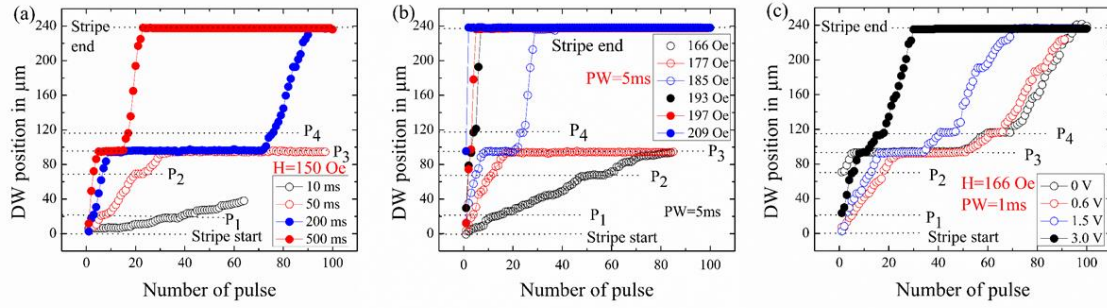 (a)
DW position in μm
240
200
160
120
80
40
0
Stripe
end
P4
P3
P2
P1
H=150 Oe
10 ms
50 ms
200 ms
500 ms
Stripe start
0 20 40 60 80 100
Number of pulse
(b)
DW position in μm
240
200
160
120
80
40
0
Stripe end
PW=5ms
166 Oe
177 Oe
185 Oe
193 Oe
197 Oe
209 Oe
P4
P3
P2
P1
PW=5ms
Stripe start
0 20 40 60 80 100
Number of pulse
(c)
DW position in μm
240
200
160
120
80
40
0
Stripe
end
P4
P3
P2
H=166 Oe
PW=1ms
P1
Stripe start
0 V
0.6 V
1.5 V
3.0 V
0 20 40 60 80 100
Number of pulse